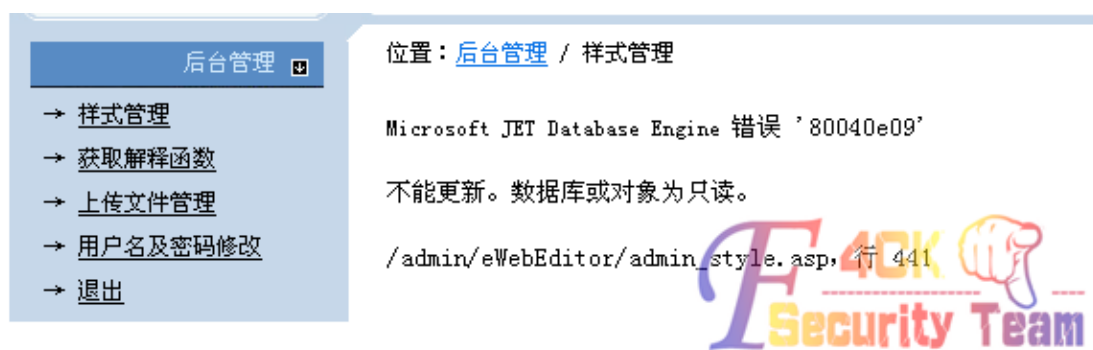 后台管理
→ 样式管理
→ 获取解释函数
→ 上传文件管理
→ 用户名及密码修改
→ 退出
位置：后台管理 / 样式管理
Microsoft JET Database Engine 错误 '80040e09'
不能更新。数据库或对象为只读。
/admin/eWebEditor/admin_style.asp，行 441
F4CK
Security Team